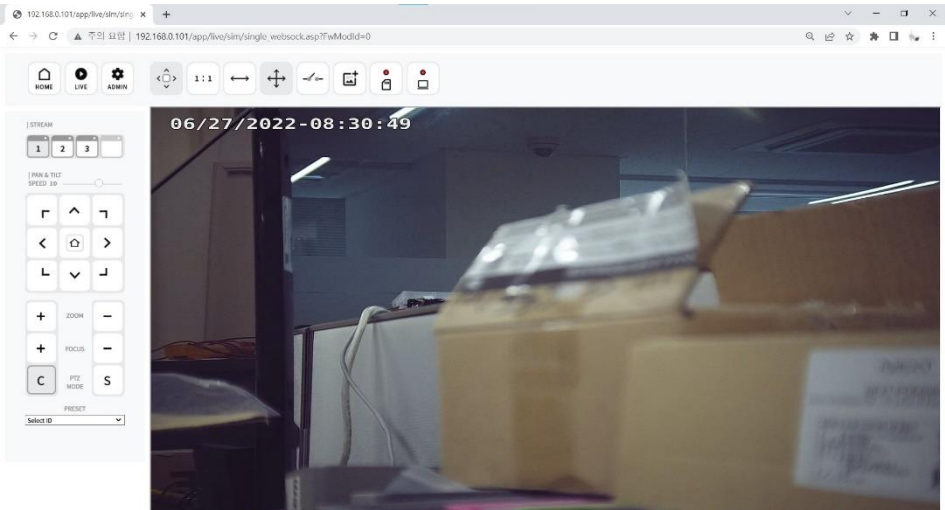 192.168.0.101/app/live/sim/sing
주의 요함 | 192.168.0.101/app/live/sim/single_websock.asp?FwModId=0
HOME LIVE ADMIN
1:1
| STREAM
1 2 3
| PAN & TILT
SPEED 10
+ ZOOM −
+ FOCUS −
C PTZ MODE S
PRESET
Select ID
06/27/2022-08:30:49